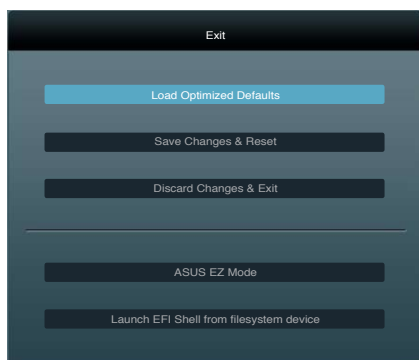 Exit
Load Optimized Defaults
Save Changes & Reset
Discard Changes & Exit
ASUS EZ Mode
Launch EFI Shell from filesystem device